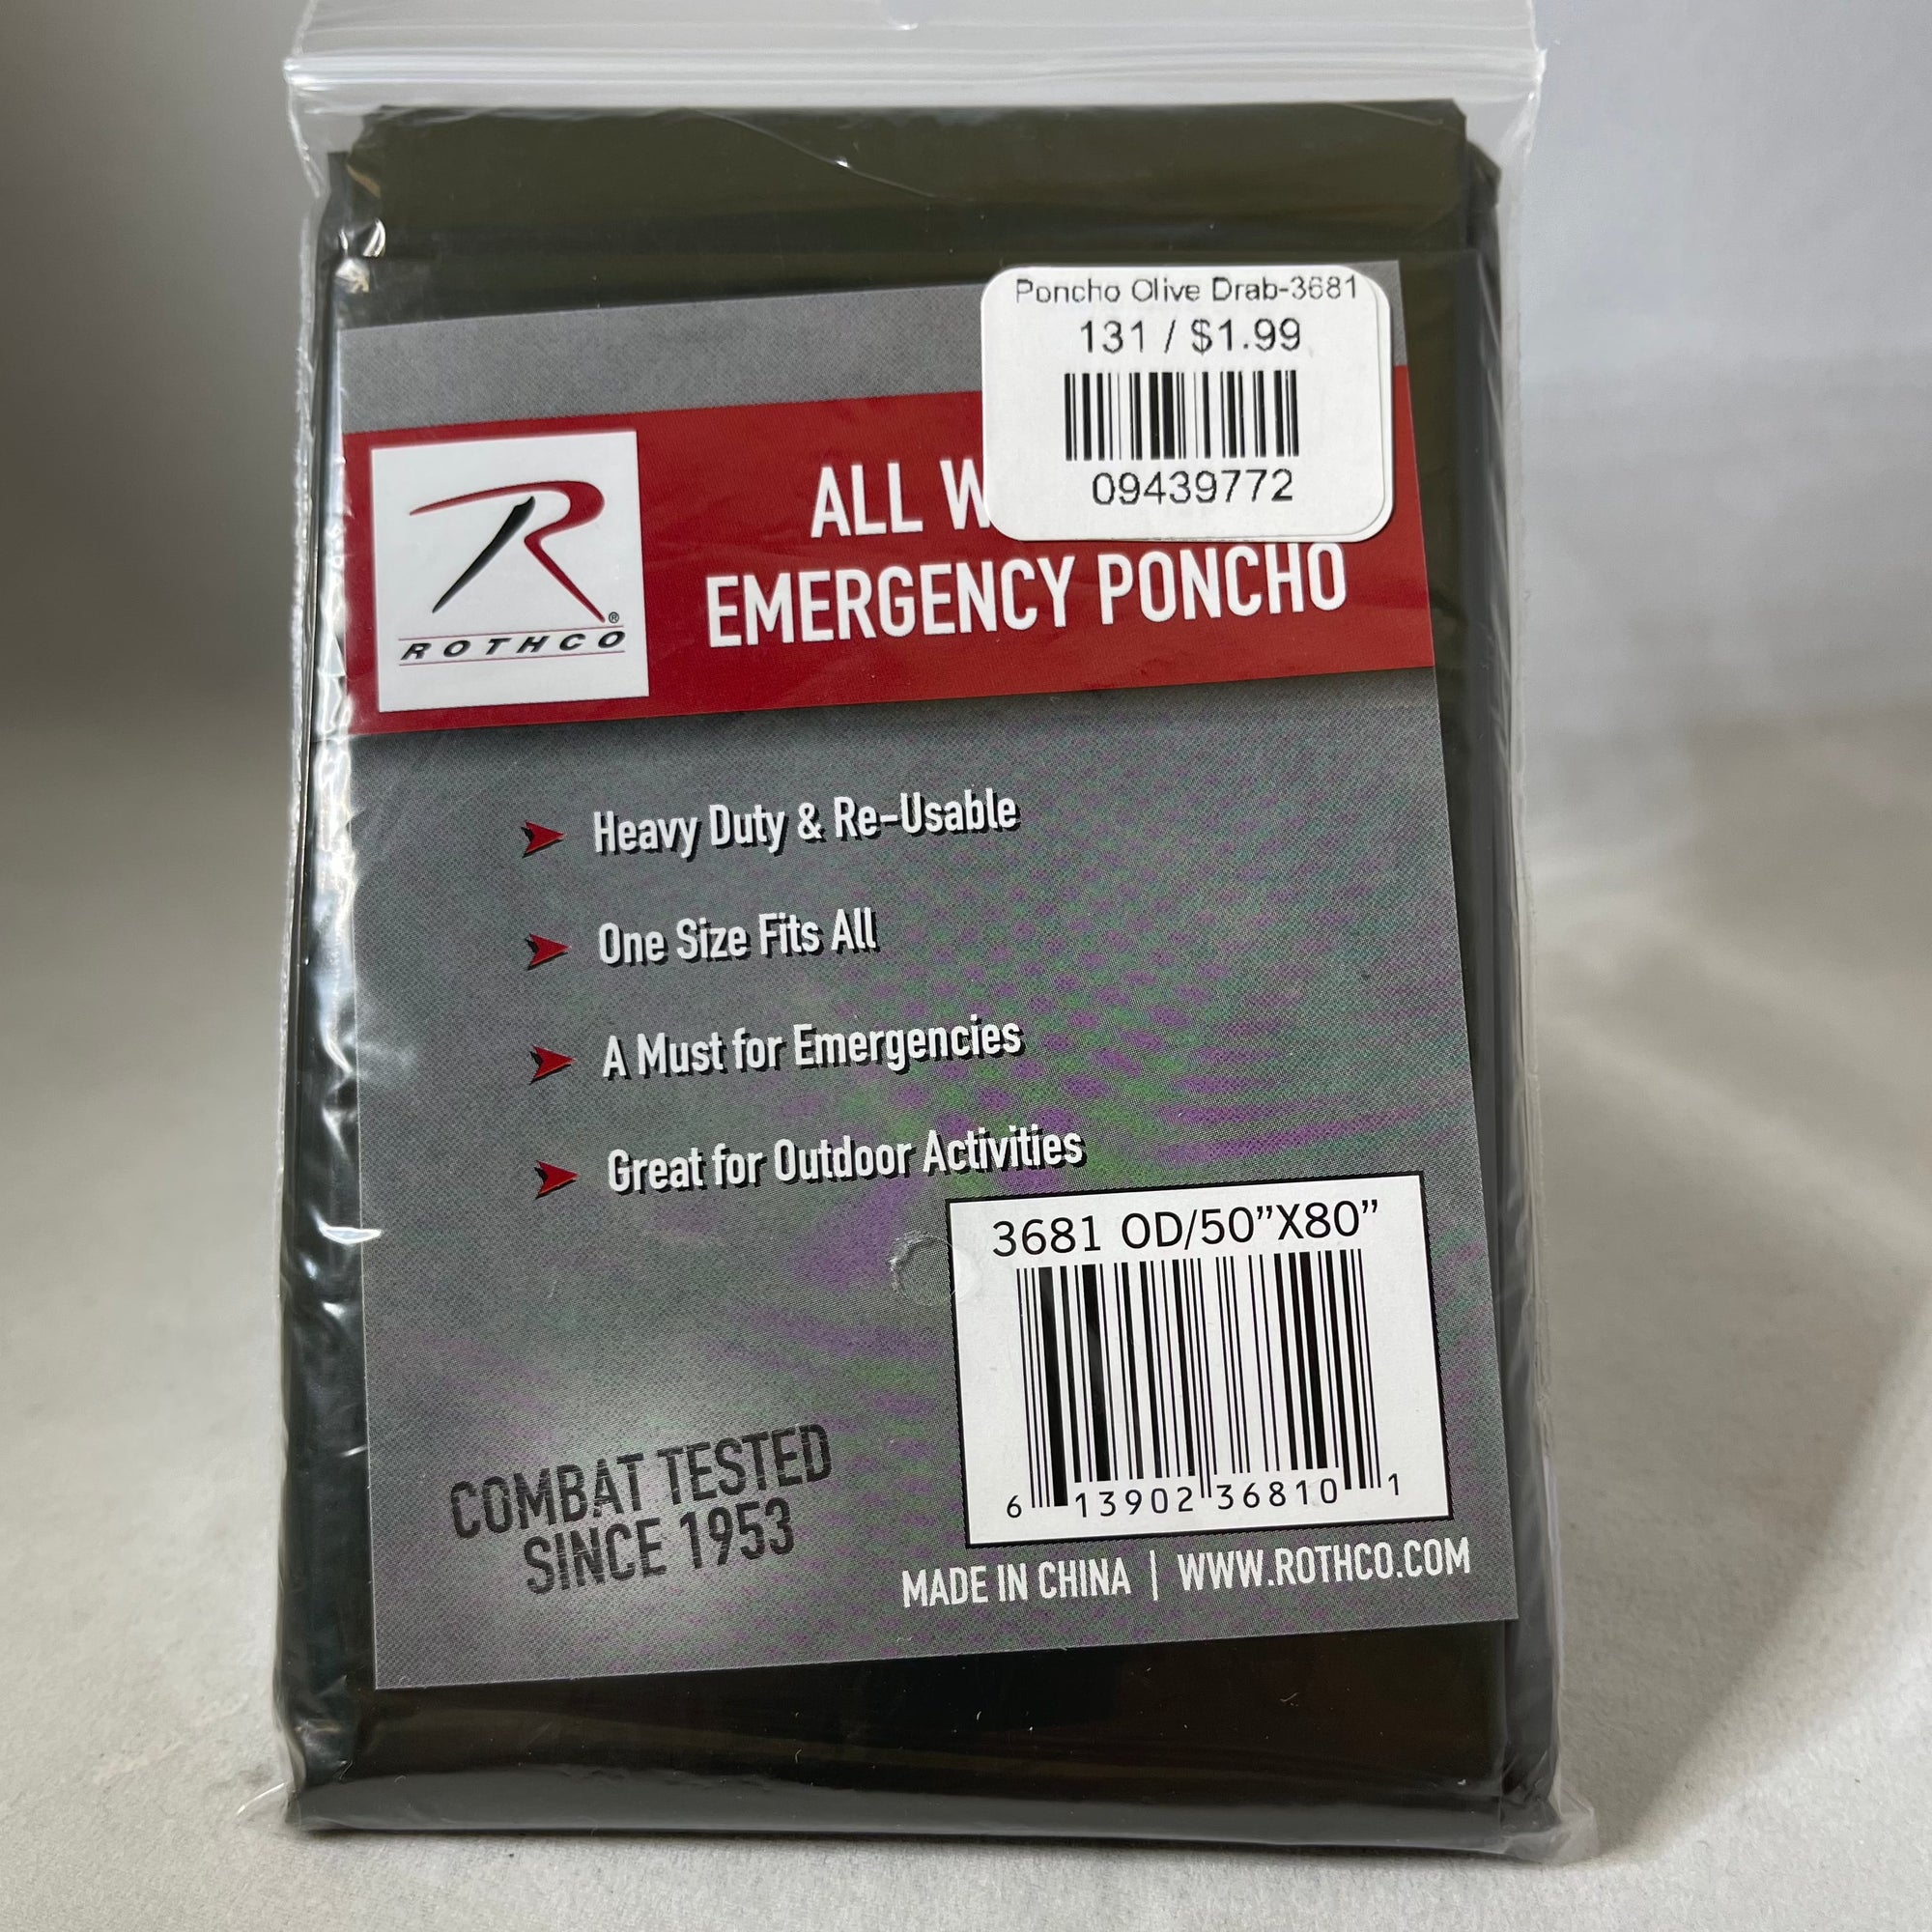 Poncho Olive Drab-3681
131 / $1.99
09439772
ALL
EMERGENCY PONCHO
R
®
ROTHCO
Heavy Duty & Re-Usable
One Size Fits All
A Must for Emergencies
Great for Outdoor Activities
3681 OD/50”X80”
6 13902 36810 1
COMBAT TESTED
SINCE 1953
MADE IN CHINA | WWW.ROTHCO.COM